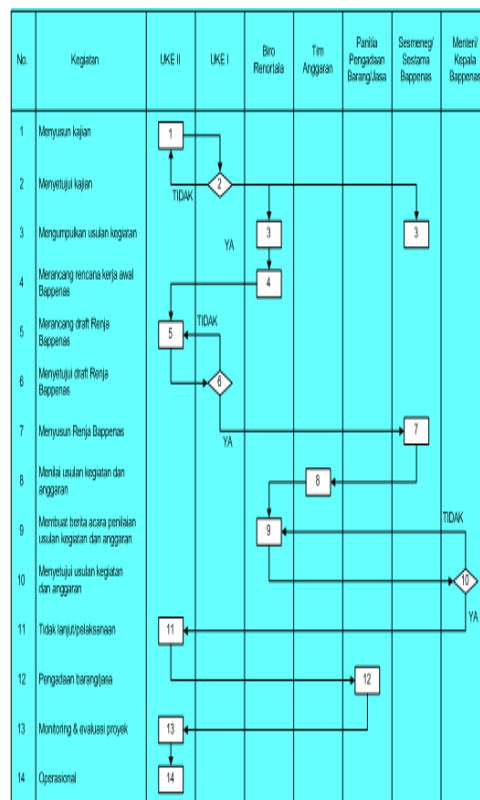 No.
Kegiatan
UKE II
UKE I
Biro
Renortala
Tim
Anggaran
Panitia
Pengadaan
Barang/Jasa
Sesmeneg/
Sestama
Bappenas
Menteri/
Kepala
Bappenas
1
Menyusun kajian
1
2
Menyetujui kajian
2
TIDAK
3
Mengumpulkan usulan kegiatan
YA
3
3
4
Merancang rencana kerja awal
Bappenas
4
5
Merancang draft Renja
Bappenas
5
TIDAK
6
Menyetujui draft Renja
Bappenas
6
7
Menyusun Renja Bappenas
YA
7
8
Menilai usulan kegiatan dan
anggaran
8
9
Membuat berita acara penilaian
usulan kegiatan dan anggaran
9
TIDAK
10
Menyetujui usulan kegiatan
dan anggaran
10
YA
11
Tidak lanjut/pelaksanaan
11
12
Pengadaan barang/jasa
12
13
Monitoring & evaluasi proyek
13
14
Operasional
14